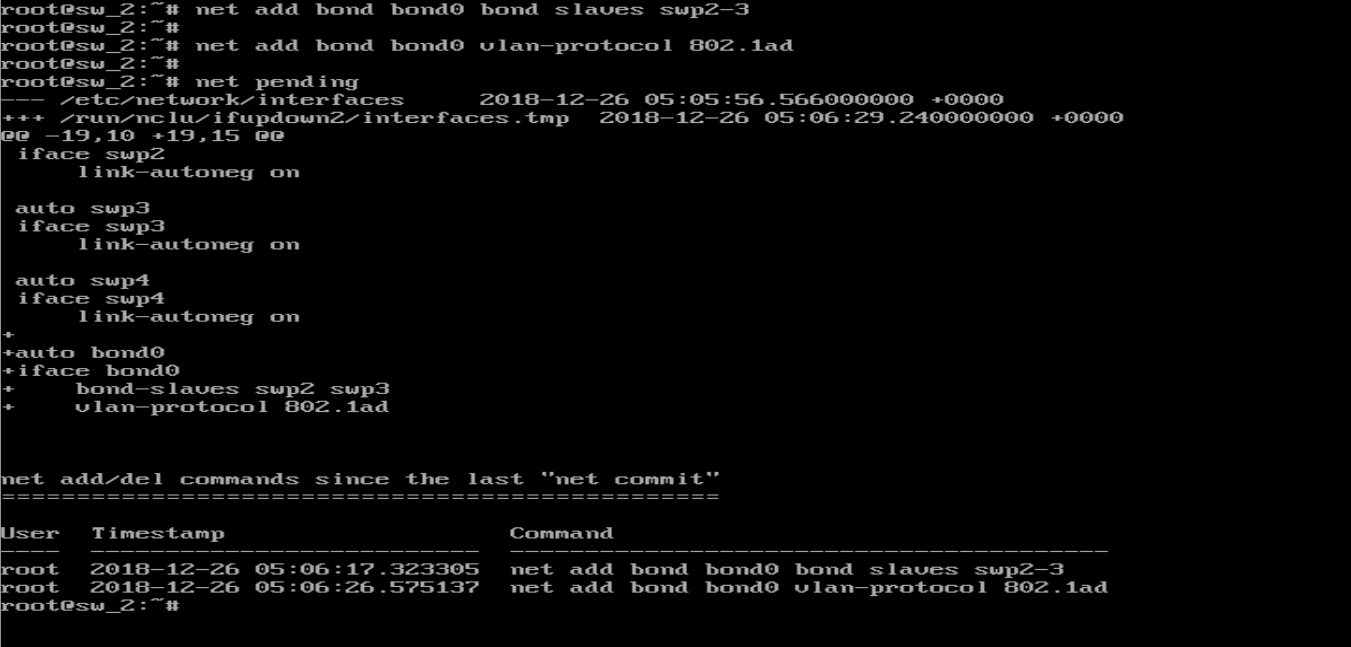 root@sw_2:~# net add bond bond0 bond slaves swp2-3
root@sw_2:~#
root@sw_2:~# net add bond bond0 vlan-protocol 802.1ad
root@sw_2:~#
root@sw_2:~# net pending
--- /etc/network/interfaces     2018-12-26 05:05:56.566000000 +0000
+++ /run/nclu/ifupdown2/interfaces.tmp  2018-12-26 05:06:29.240000000 +0000
@@ -19,10 +19,15 @@
 iface swp2
     link-autoneg on
 auto swp3
 iface swp3
     link-autoneg on
 auto swp4
 iface swp4
     link-autoneg on
+
+auto bond0
+iface bond0
+    bond-slaves swp2 swp3
+    vlan-protocol 802.1ad
net add/del commands since the last "net commit"
================================================
User  Timestamp                   Command
----  --------------------------  ----------------------------------------
root  2018-12-26 05:06:17.323305  net add bond bond0 bond slaves swp2-3
root  2018-12-26 05:06:26.575137  net add bond bond0 vlan-protocol 802.1ad
root@sw_2:~#